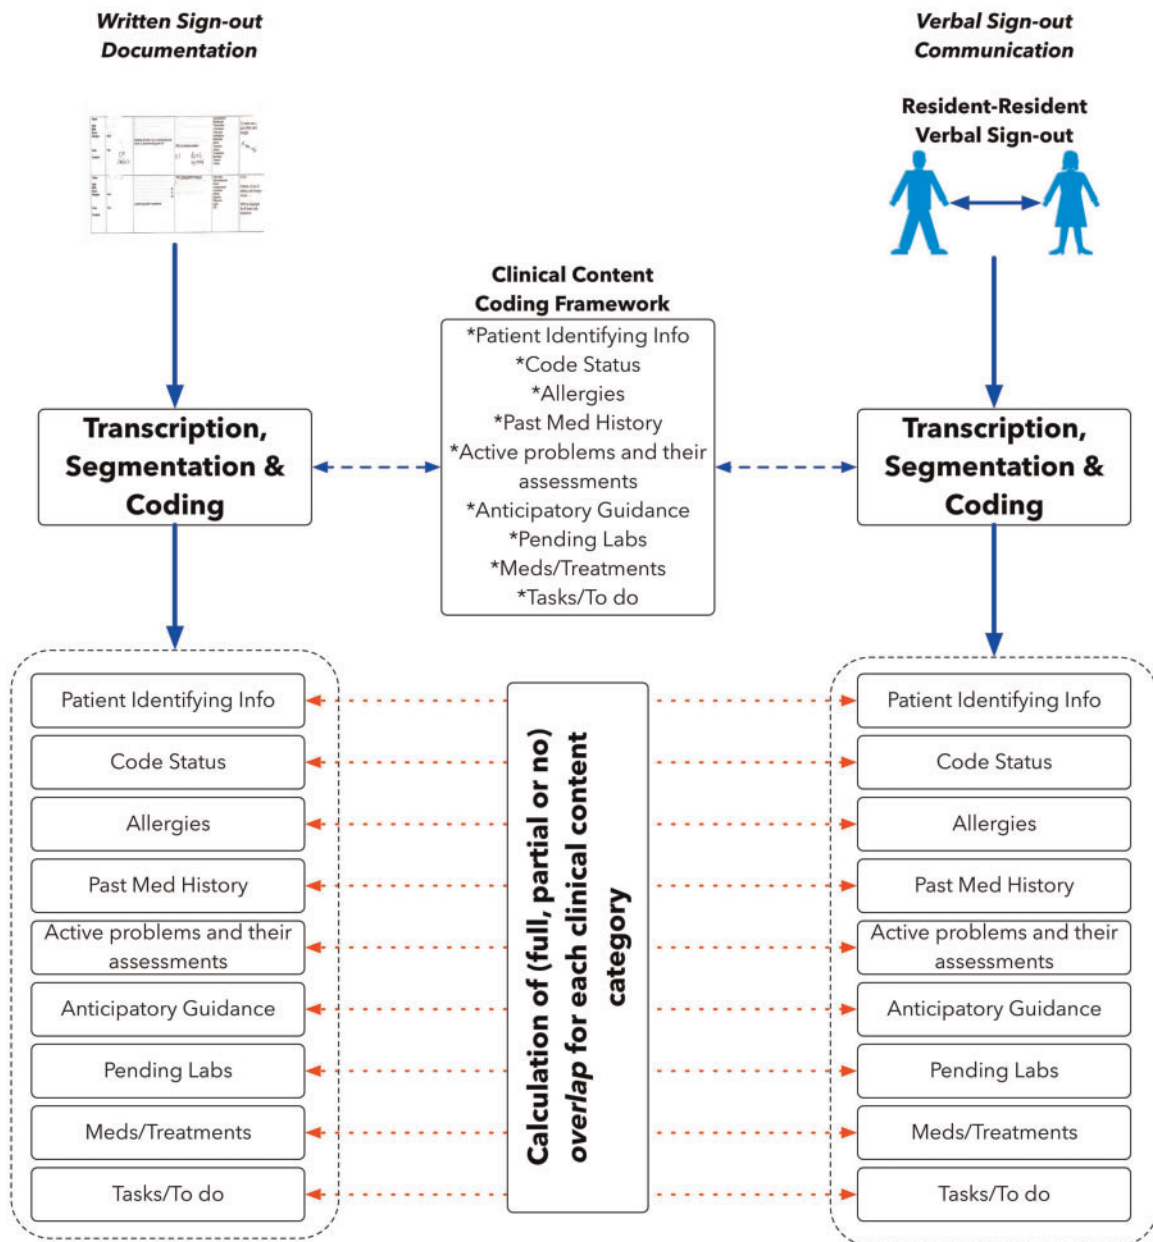 Written Sign-out
Documentation
Verbal Sign-out
Communication
Resident-Resident
Verbal Sign-out
Clinical Content
Coding Framework
*Patient Identifying Info
*Code Status
*Allergies
*Past Med History
*Active problems and their
assessments
*Anticipatory Guidance
*Pending Labs
*Meds/Treatments
*Tasks/To do
Transcription,
Segmentation &
Coding
Transcription,
Segmentation &
Coding
Patient Identifying Info
Code Status
Allergies
Past Med History
Active problems and their
assessments
Anticipatory Guidance
Pending Labs
Meds/Treatments
Tasks/To do
Calculation of (full, partial or no)
overlap for each clinical content
category
Patient Identifying Info
Code Status
Allergies
Past Med History
Active problems and their
assessments
Anticipatory Guidance
Pending Labs
Meds/Treatments
Tasks/To do